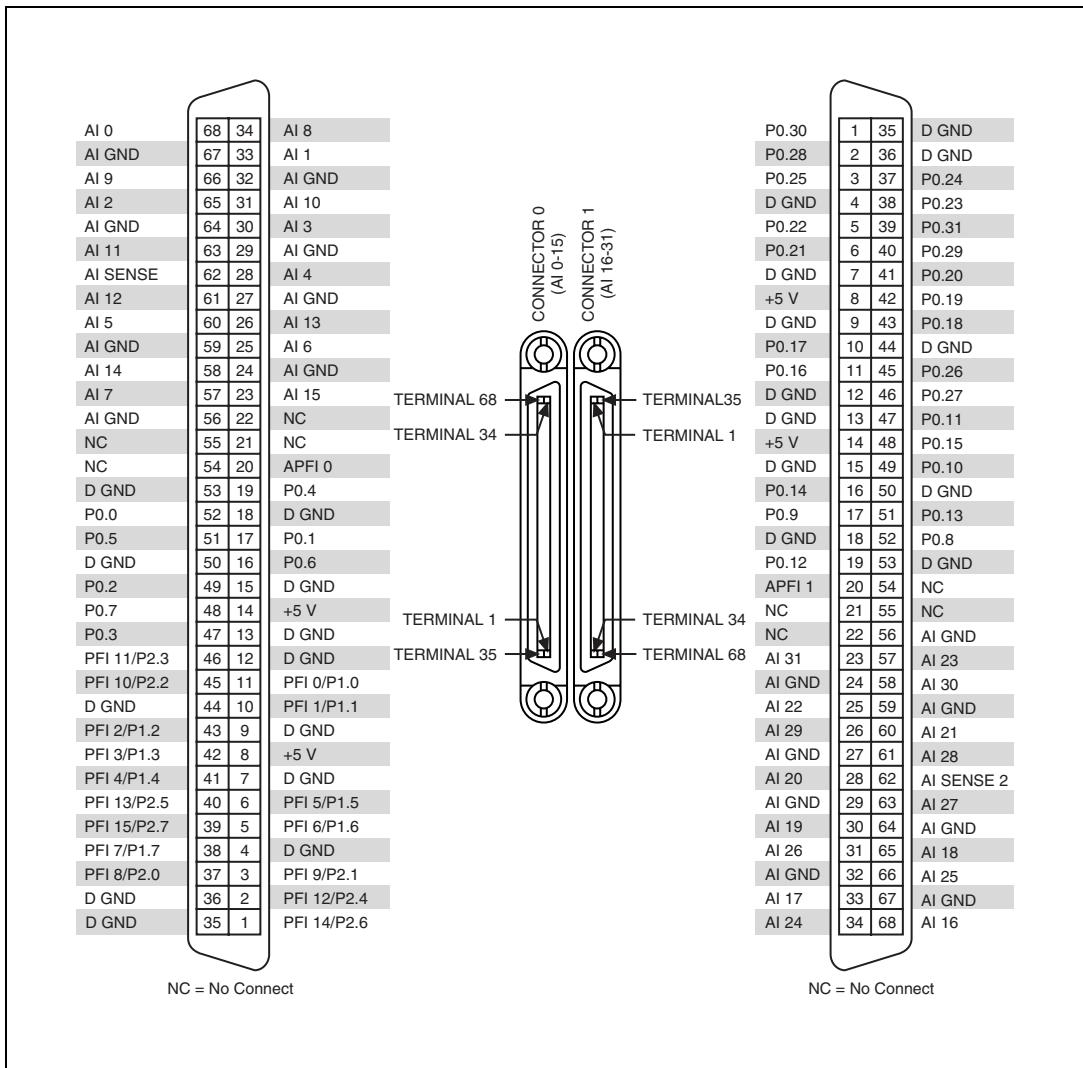 AI 0 68 34 AI 8
AI GND 67 33 AI 1
AI 9 66 32 AI GND
AI 2 65 31 AI 10
AI GND 64 30 AI 3
AI 11 63 29 AI GND
AI SENSE 62 28 AI 4
AI 12 61 27 AI GND
AI 5 60 26 AI 13
AI GND 59 25 AI 6
AI 14 58 24 AI GND
AI 7 57 23 AI 15
AI GND 56 22 NC
NC 55 21 NC
NC 54 20 APFI 0
D GND 53 19 P0.4
P0.0 52 18 D GND
P0.5 51 17 P0.1
D GND 50 16 P0.6
P0.2 49 15 D GND
P0.7 48 14 +5 V
P0.3 47 13 D GND
PFI 11/P2.3 46 12 D GND
PFI 10/P2.2 45 11 PFI 0/P1.0
D GND 44 10 PFI 1/P1.1
PFI 2/P1.2 43 9 D GND
PFI 3/P1.3 42 8 +5 V
PFI 4/P1.4 41 7 D GND
PFI 13/P2.5 40 6 PFI 5/P1.5
PFI 15/P2.7 39 5 PFI 6/P1.6
PFI 7/P1.7 38 4 D GND
PFI 8/P2.0 37 3 PFI 9/P2.1
D GND 36 2 PFI 12/P2.4
D GND 35 1 PFI 14/P2.6
NC = No Connect
CONNECTOR 0
(AI 0-15)
CONNECTOR 1
(AI 16-31)
TERMINAL 68
TERMINAL 34
TERMINAL35
TERMINAL 1
TERMINAL 1
TERMINAL 35
TERMINAL 34
TERMINAL 68
P0.30 1 35 D GND
P0.28 2 36 D GND
P0.25 3 37 P0.24
D GND 4 38 P0.23
P0.22 5 39 P0.31
P0.21 6 40 P0.29
D GND 7 41 P0.20
+5 V 8 42 P0.19
D GND 9 43 P0.18
P0.17 10 44 D GND
P0.16 11 45 P0.26
D GND 12 46 P0.27
D GND 13 47 P0.11
+5 V 14 48 P0.15
D GND 15 49 P0.10
P0.14 16 50 D GND
P0.9 17 51 P0.13
D GND 18 52 P0.8
P0.12 19 53 D GND
APFI 1 20 54 NC
NC 21 55 NC
NC 22 56 AI GND
AI 31 23 57 AI 23
AI GND 24 58 AI 30
AI 22 25 59 AI GND
AI 29 26 60 AI 21
AI GND 27 61 AI 28
AI 20 28 62 AI SENSE 2
AI GND 29 63 AI 27
AI 19 30 64 AI GND
AI 26 31 65 AI 18
AI GND 32 66 AI 25
AI 17 33 67 AI GND
AI 24 34 68 AI 16
NC = No Connect